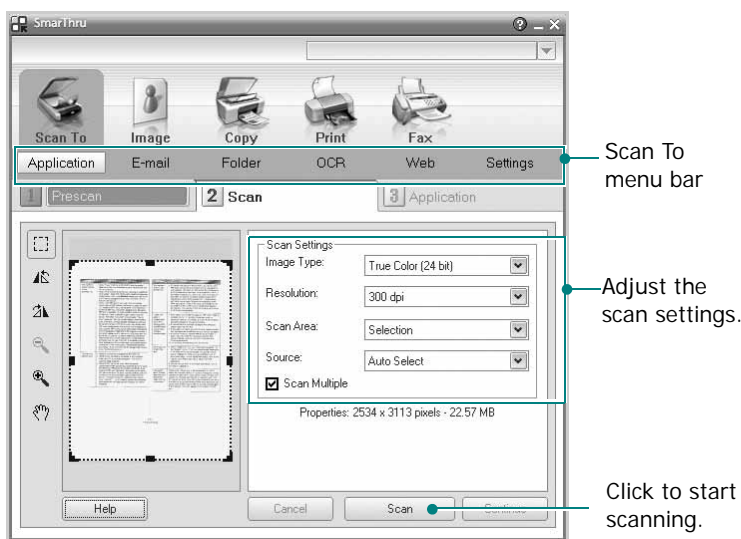 SmarThru
Scan To Image Copy Print Fax
Application E-mail Folder OCR Web Settings
Scan To
menu bar
1 Prescan 2 Scan 3 Application
Scan Settings
Image Type: True Color (24 bit)
Resolution: 300 dpi
Scan Area: Selection
Source: Auto Select
Scan Multiple
Adjust the
scan settings.
Properties: 2534 x 3113 pixels - 22.57 MB
Help Cancel Scan Continue
Click to start
scanning.